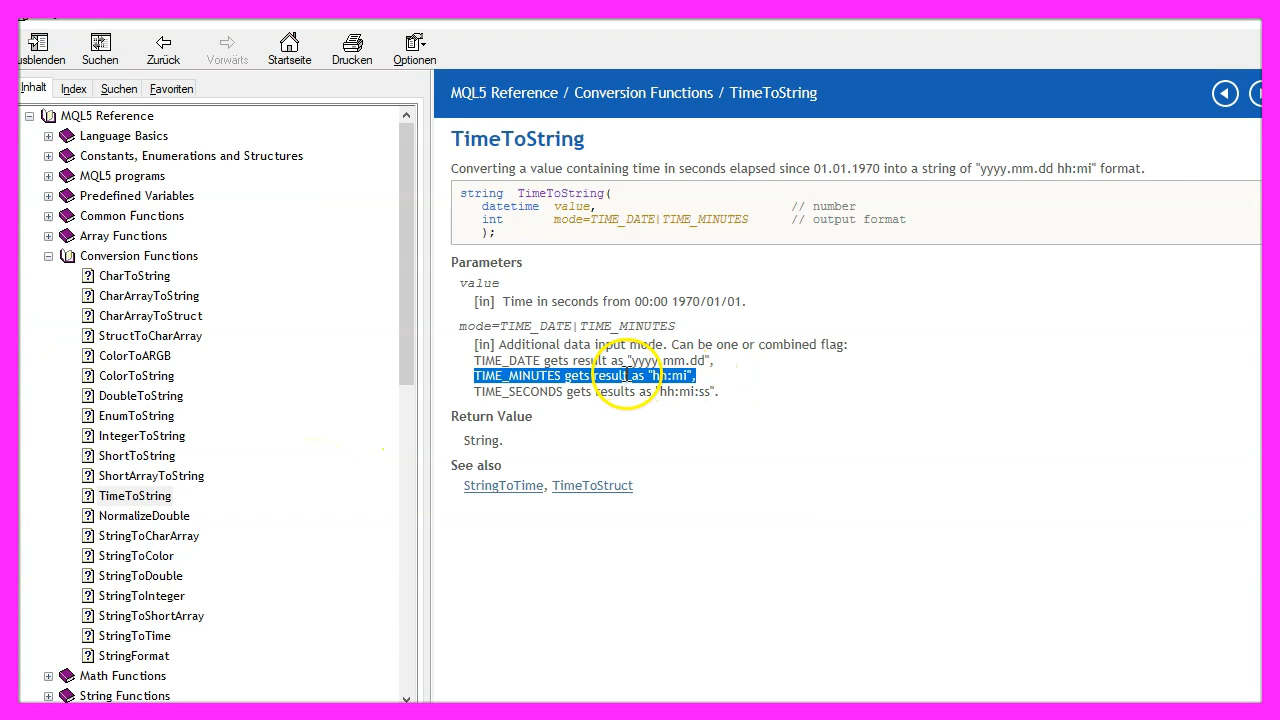 usblenden Suchen Zurück Vorwärts Startseite Drucken Optionen
Inhalt Index Suchen Favoriten
MQL5 Reference
Language Basics
Constants, Enumerations and Structures
MQL5 programs
Predefined Variables
Common Functions
Array Functions
Conversion Functions
CharToString
CharArrayToString
CharArrayToStruct
StructToCharArray
ColorToARGB
ColorToString
DoubleToString
EnumToString
IntegerToString
ShortToString
ShortArrayToString
TimeToString
NormalizeDouble
StringToCharArray
StringToColor
StringToDouble
StringToInteger
StringToShortArray
StringToTime
StringFormat
Math Functions
String Functions
MQL5 Reference / Conversion Functions / TimeToString
TimeToString
Converting a value containing time in seconds elapsed since 01.01.1970 into a string of "yyyy.mm.dd hh:mi" format.
string TimeToString(
datetime value, // number
int mode=TIME_DATE|TIME_MINUTES // output format
);
Parameters
value
[in] Time in seconds from 00:00 1970/01/01.
mode=TIME_DATE|TIME_MINUTES
[in] Additional data input mode. Can be one or combined flag:
TIME_DATE gets result as "yyyy.mm.dd",
TIME_MINUTES gets result as "hh:mi",
TIME_SECONDS gets results as "hh:mi:ss".
Return Value
String.
See also
StringToTime, TimeToStruct